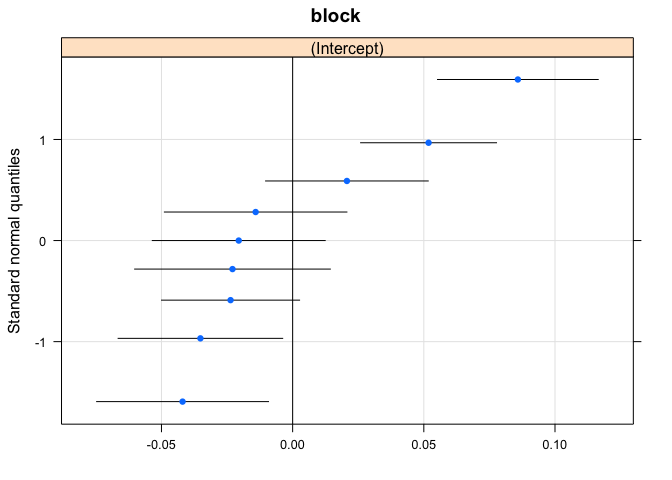 block
(Intercept)
Standard normal quantiles
1
0
-1
-0.05
0.00
0.05
0.10